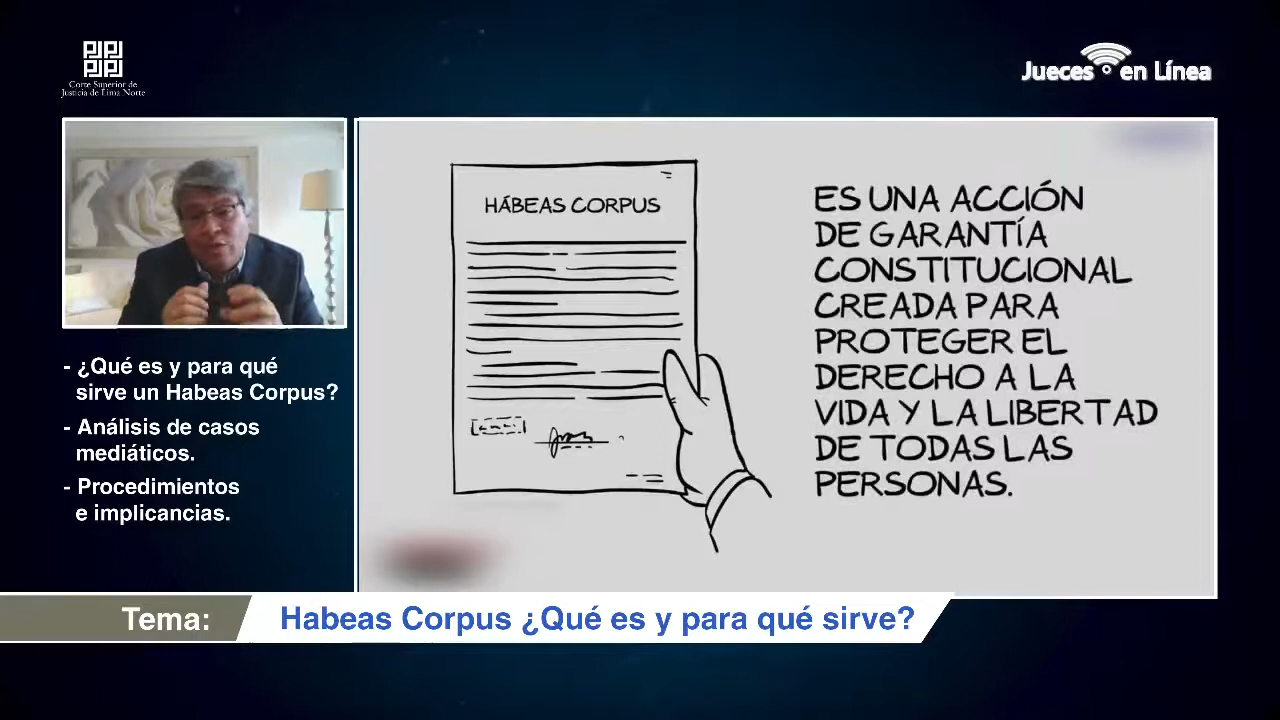 Corte Superior de
Justicia de Lima Norte
Jueces en Línea
HÁBEAS CORPUS
ES UNA ACCIÓN
DE GARANTÍA
CONSTITUCIONAL
CREADA PARA
PROTEGER EL
DERECHO A LA
VIDA Y LA LIBERTAD
DE TODAS LAS
PERSONAS.
- ¿Qué es y para qué
sirve un Habeas Corpus?
- Análisis de casos
mediáticos.
- Procedimientos
e implicancias.
Tema:
Habeas Corpus ¿Qué es y para qué sirve?